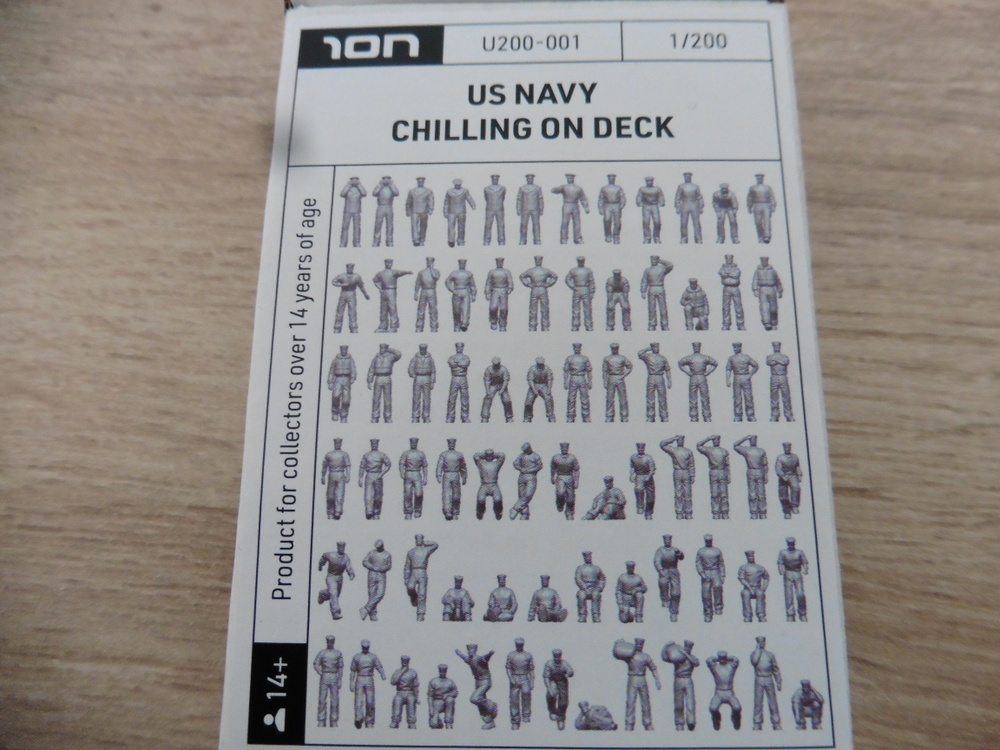 ION
U200-001
1/200
US NAVY
CHILLING ON DECK
Product for collectors over 14 years of age
14+